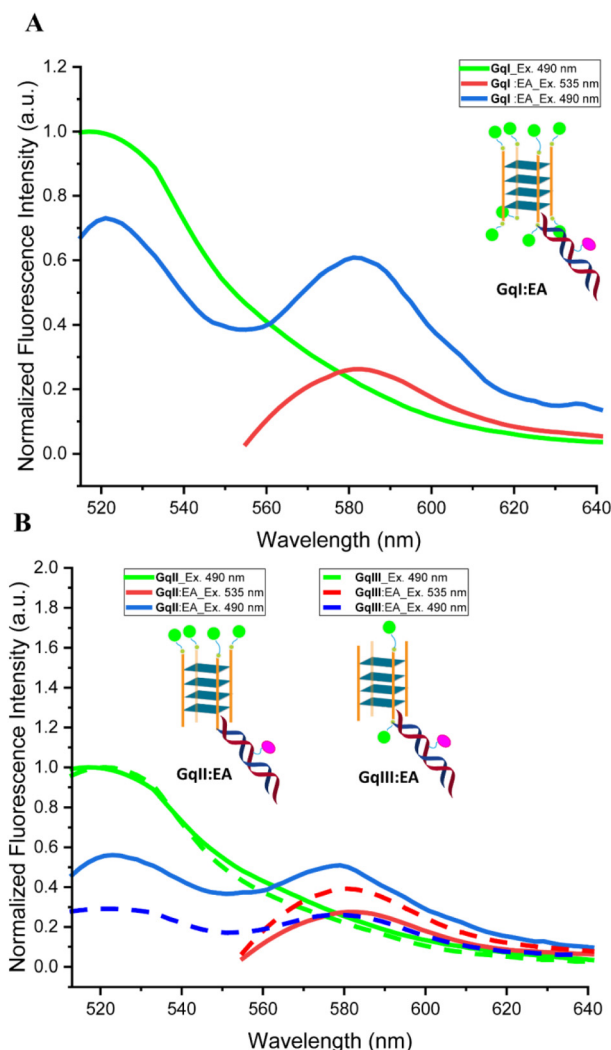 A
Normalized Fluorescence Intensity (a.u.)
1.2
1.0
0.8
0.6
0.4
0.2
0.0
GqI_Ex. 490 nm
GqI :EA_Ex. 535 nm
GqI :EA_Ex. 490 nm
GqI:EA
520 540 560 580 600 620 640
Wavelength (nm)
B
Normalized Fluorescence Intensity (a.u.)
2.0
1.8
1.6
1.4
1.2
1.0
0.8
0.6
0.4
0.2
0.0
GqII_Ex. 490 nm
GqII:EA_Ex. 535 nm
GqII:EA_Ex. 490 nm
GqIII_Ex. 490 nm
GqIII:EA_Ex. 535 nm
GqIII:EA_Ex. 490 nm
GqII:EA
GqIII:EA
520 540 560 580 600 620 640
Wavelength (nm)